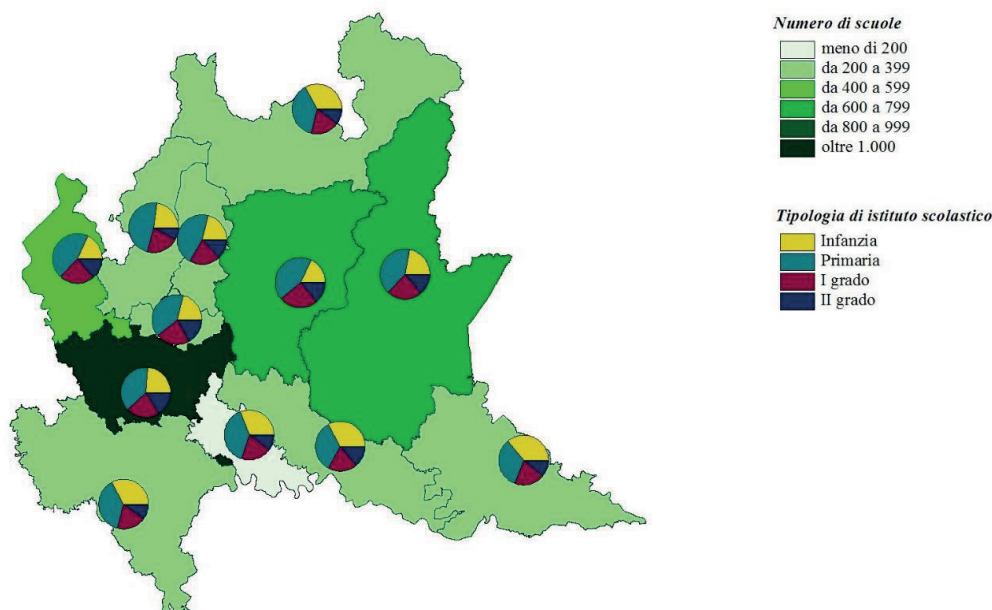 Numero di scuole
meno di 200
da 200 a 399
da 400 a 599
da 600 a 799
da 800 a 999
oltre 1.000
Tipologia di istituto scolastico
Infanzia
Primaria
I grado
II grado